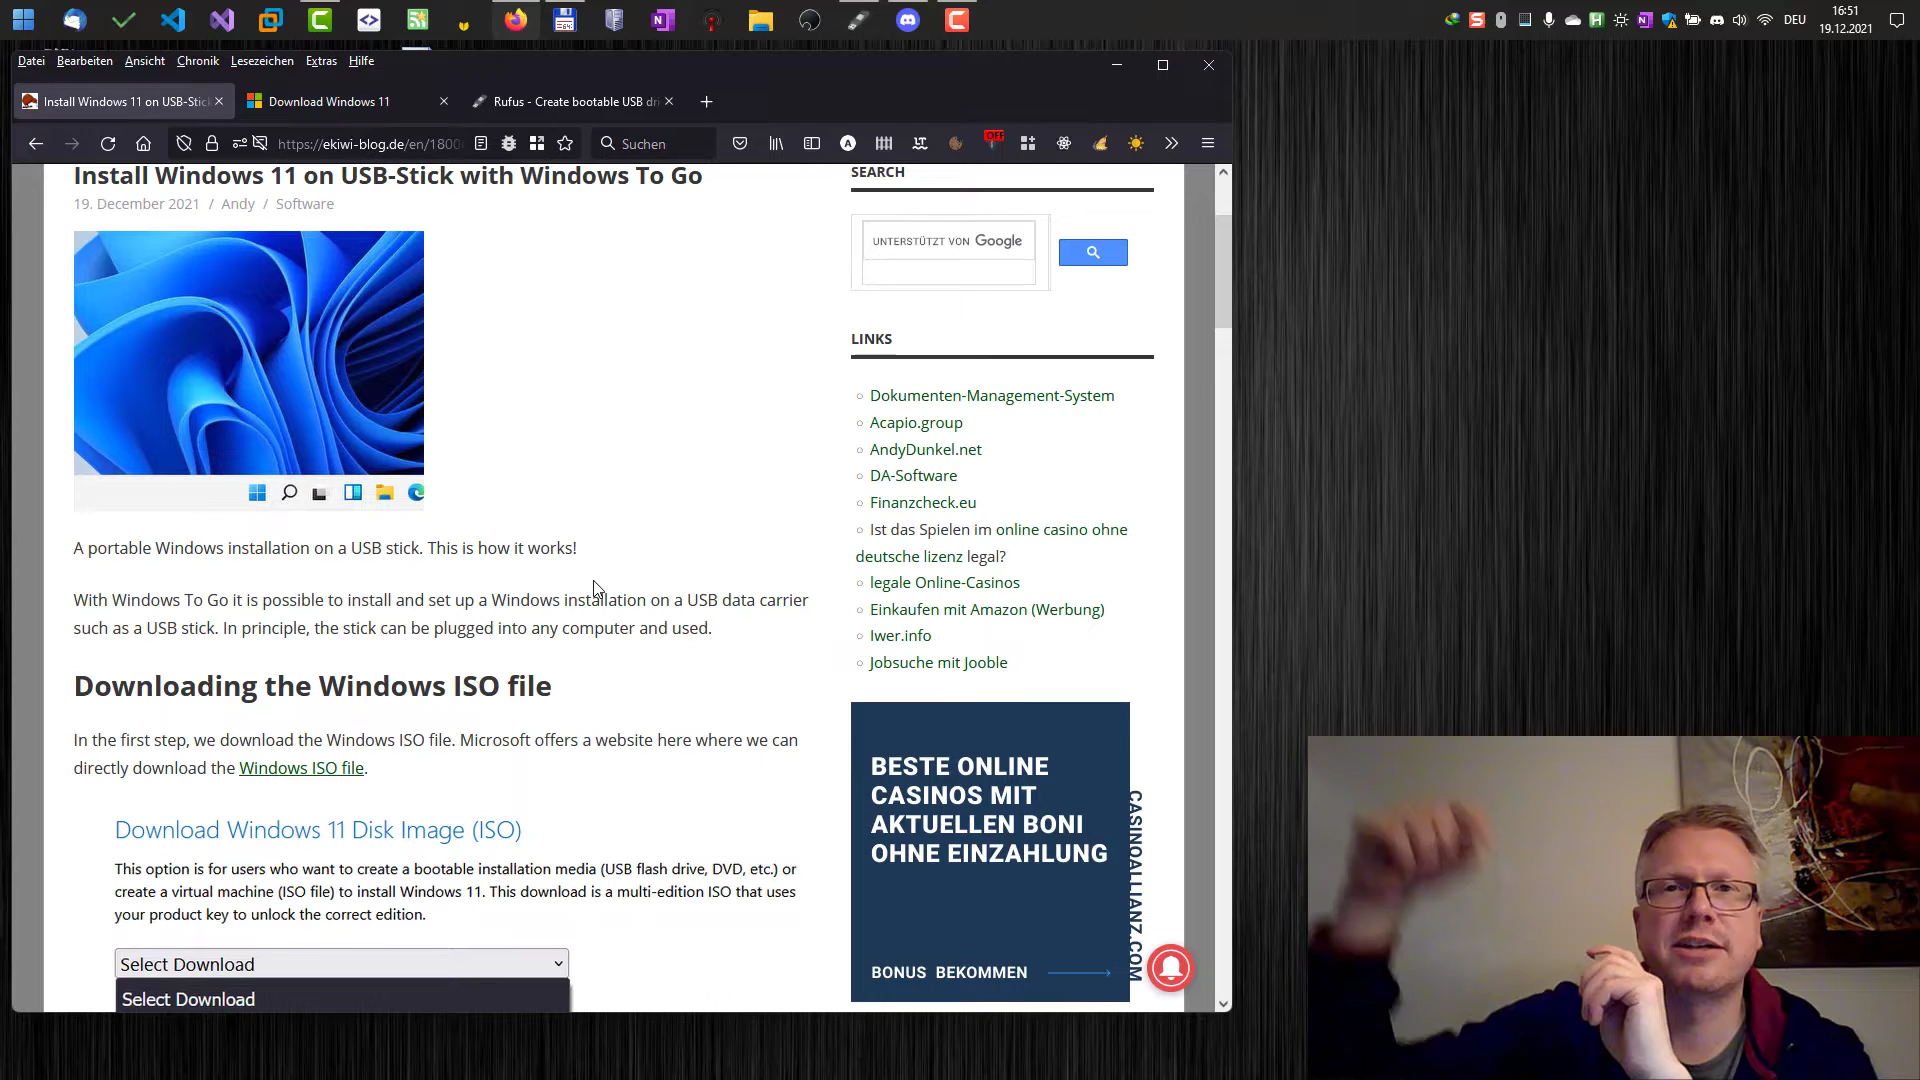 16:51
DEU
19.12.2021
Datei Bearbeiten Ansicht Chronik Lesezeichen Extras Hilfe
Install Windows 11 on USB-Stick
Download Windows 11
Rufus - Create bootable USB dri
https://ekiwi-blog.de/en/1800
Suchen
OFF
Install Windows 11 on USB-Stick with Windows To Go
19. December 2021 / Andy / Software
A portable Windows installation on a USB stick. This is how it works!
With Windows To Go it is possible to install and set up a Windows installation on a USB data carrier
such as a USB stick. In principle, the stick can be plugged into any computer and used.
Downloading the Windows ISO file
In the first step, we download the Windows ISO file. Microsoft offers a website here where we can
directly download the Windows ISO file.
Download Windows 11 Disk Image (ISO)
This option is for users who want to create a bootable installation media (USB flash drive, DVD, etc.) or
create a virtual machine (ISO file) to install Windows 11. This download is a multi-edition ISO that uses
your product key to unlock the correct edition.
Select Download
Select Download
SEARCH
UNTERSTÜTZT VON Google
LINKS
Dokumenten-Management-System
Acapio.group
AndyDunkel.net
DA-Software
Finanzcheck.eu
Ist das Spielen im online casino ohne
deutsche lizenz legal?
legale Online-Casinos
Einkaufen mit Amazon (Werbung)
Iwer.info
Jobsuche mit Jooble
BESTE ONLINE
CASINOS MIT
AKTUELLEN BONI
OHNE EINZAHLUNG
BONUS BEKOMMEN
CASINOALLIANZ.COM